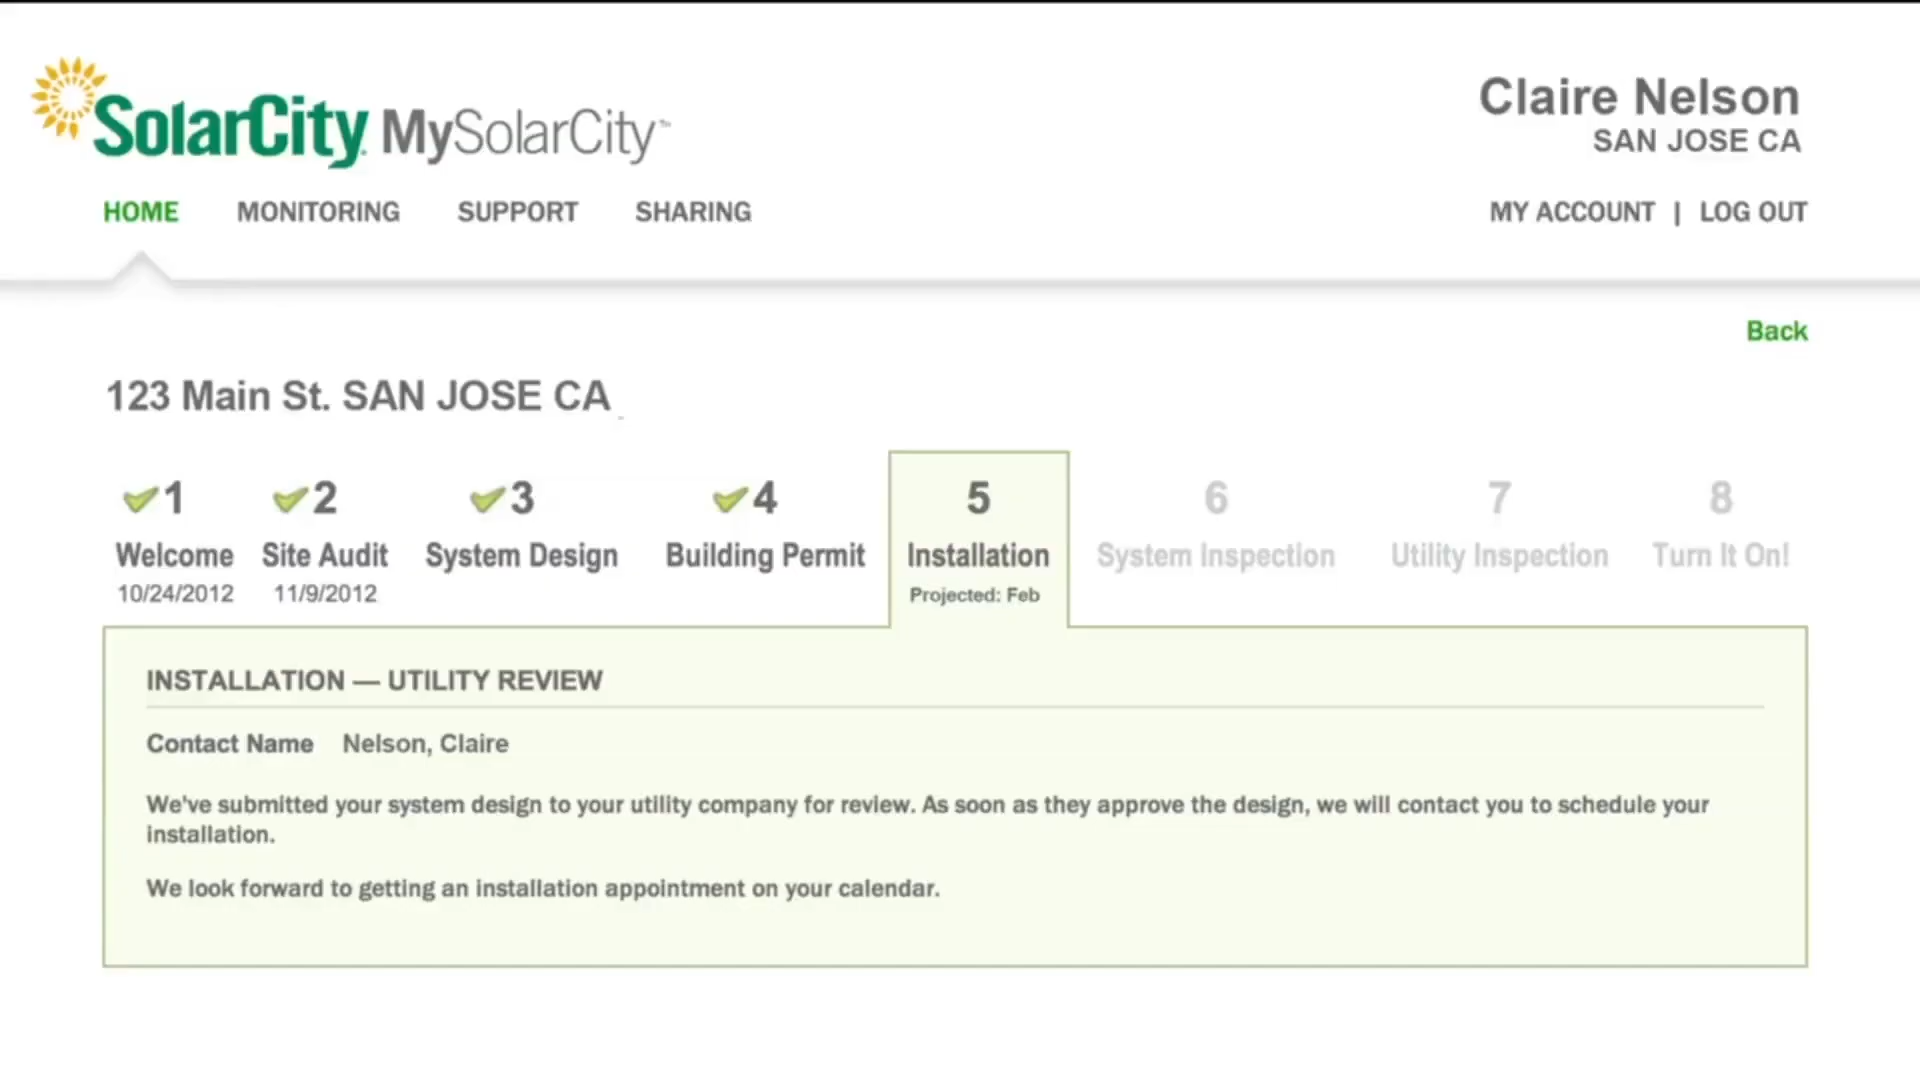 SolarCity MySolarCity™
Claire Nelson
SAN JOSE CA
HOME MONITORING SUPPORT SHARING
MY ACCOUNT | LOG OUT
Back
123 Main St. SAN JOSE CA
1 2 3 4 5 6 7 8
Welcome Site Audit System Design Building Permit Installation System Inspection Utility Inspection Turn It On!
10/24/2012 11/9/2012 Projected: Feb
INSTALLATION — UTILITY REVIEW
Contact Name Nelson, Claire
We've submitted your system design to your utility company for review. As soon as they approve the design, we will contact you to schedule your
installation.
We look forward to getting an installation appointment on your calendar.